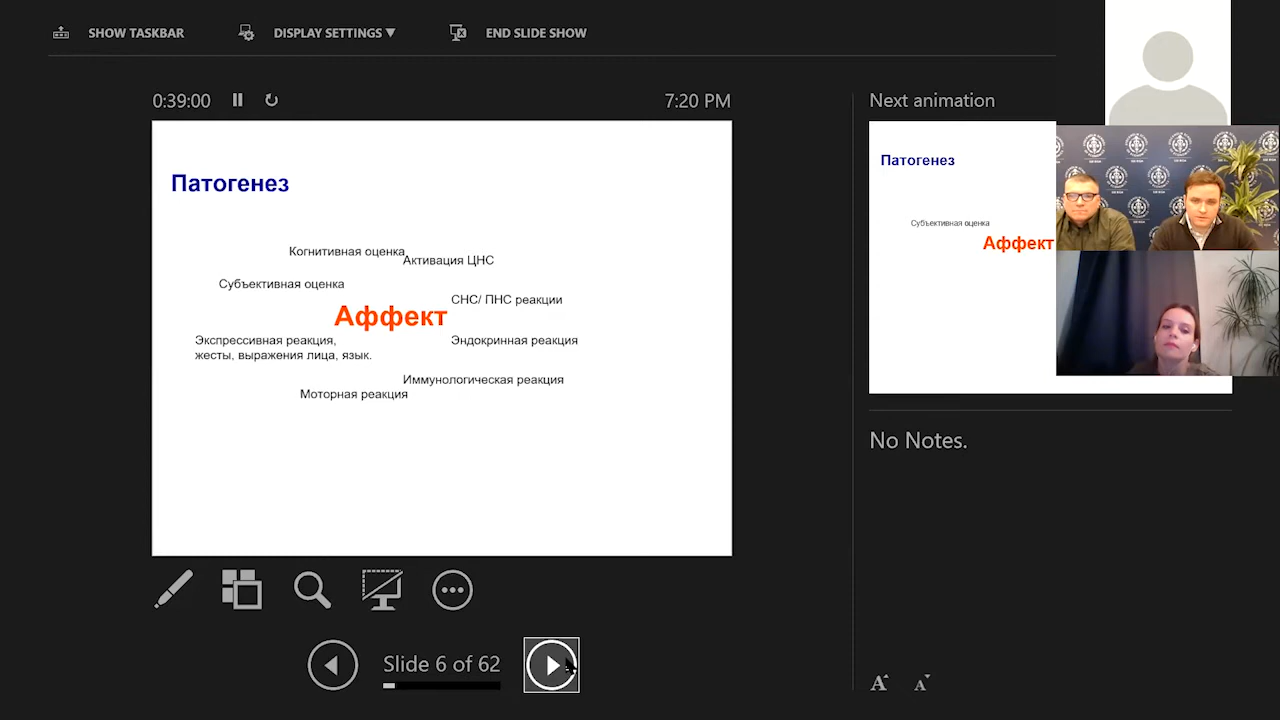 SHOW TASKBAR
DISPLAY SETTINGS ▼
END SLIDE SHOW
0:39:00
7:20 PM
Патогенез
Когнитивная оценка
Активация ЦНС
Субъективная оценка
СНС/ ПНС реакции
Аффект
Экспрессивная реакция,
жесты, выражения лица, язык.
Эндокринная реакция
Иммунологическая реакция
Моторная реакция
Slide 6 of 62
Next animation
Патогенез
Субъективная оценка
Аффект
No Notes.
A
A